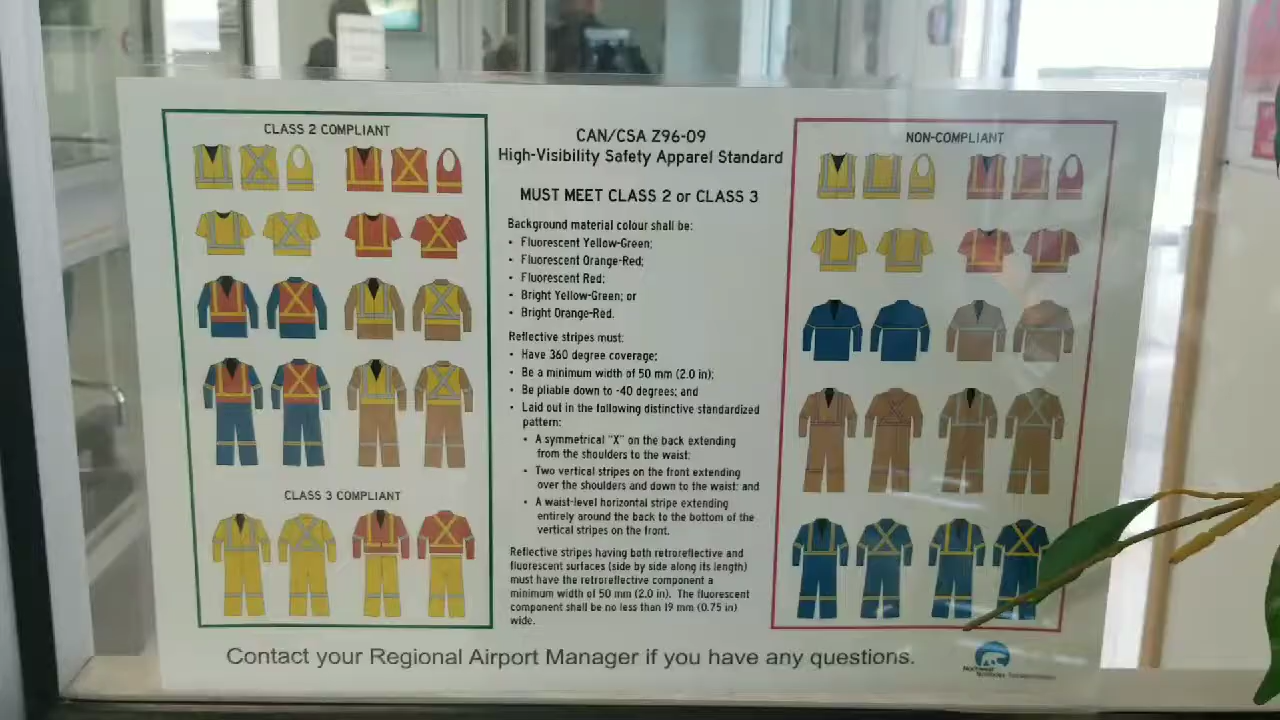 CLASS 2 COMPLIANT
CLASS 3 COMPLIANT
CAN/CSA Z96-09
High-Visibility Safety Apparel Standard
MUST MEET CLASS 2 or CLASS 3
Background material colour shall be:
• Fluorescent Yellow-Green;
• Fluorescent Orange-Red;
• Fluorescent Red;
• Bright Yellow-Green; or
• Bright Orange-Red.
Reflective stripes must:
• Have 360 degree coverage;
• Be a minimum width of 50 mm (2.0 in);
• Be pliable down to -40 degrees; and
• Laid out in the following distinctive standardized
pattern:
• A symmetrical "X" on the back extending
from the shoulders to the waist;
• Two vertical stripes on the front extending
over the shoulders and down to the waist; and
• A waist-level horizontal stripe extending
entirely around the back to the bottom of the
vertical stripes on the front.
Reflective stripes having both retroreflective and
fluorescent surfaces (side by side along its length)
must have the retroreflective component a
minimum width of 50 mm (2.0 in). The fluorescent
component shall be no less than 19 mm (0.75 in)
wide.
NON-COMPLIANT
Contact your Regional Airport Manager if you have any questions.
Northwest
Territories Transportation